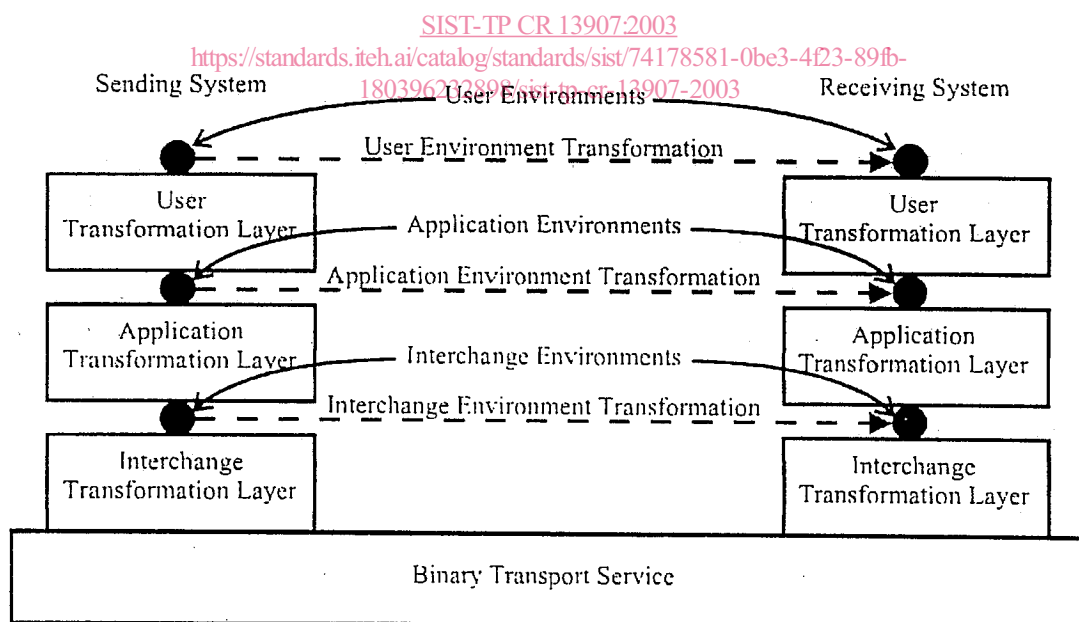 SIST-TP CR 13907:2003
https://standards.iteh.ai/catalog/standards/sist/74178581-0be3-4f23-89fb-
180396232898/sist-tp-cr-13907-2003
Sending System
User Environments
Receiving System
User Environment Transformation
User
Transformation Layer
User
Transformation Layer
Application Environments
Application Environment Transformation
Application
Transformation Layer
Application
Transformation Layer
Interchange Environments
Interchange Environment Transformation
Interchange
Transformation Layer
Interchange
Transformation Layer
Binary Transport Service